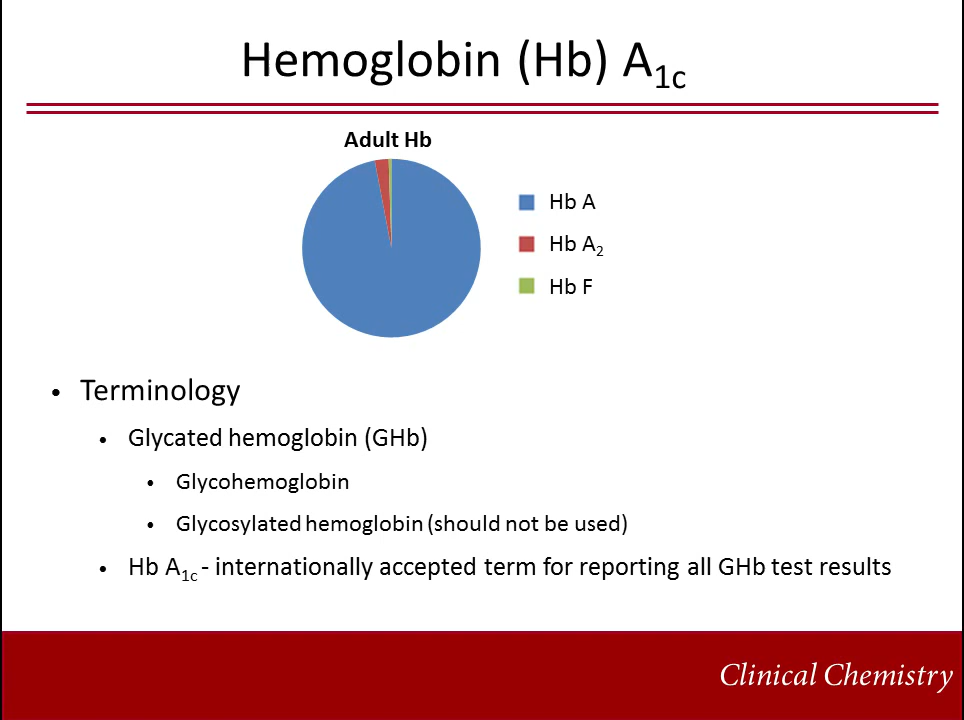 Hemoglobin (Hb) A1c
Adult Hb
Hb A
Hb A2
Hb F
• Terminology
• Glycated hemoglobin (GHb)
• Glycohemoglobin
• Glycosylated hemoglobin (should not be used)
• Hb A1c - internationally accepted term for reporting all GHb test results
Clinical Chemistry